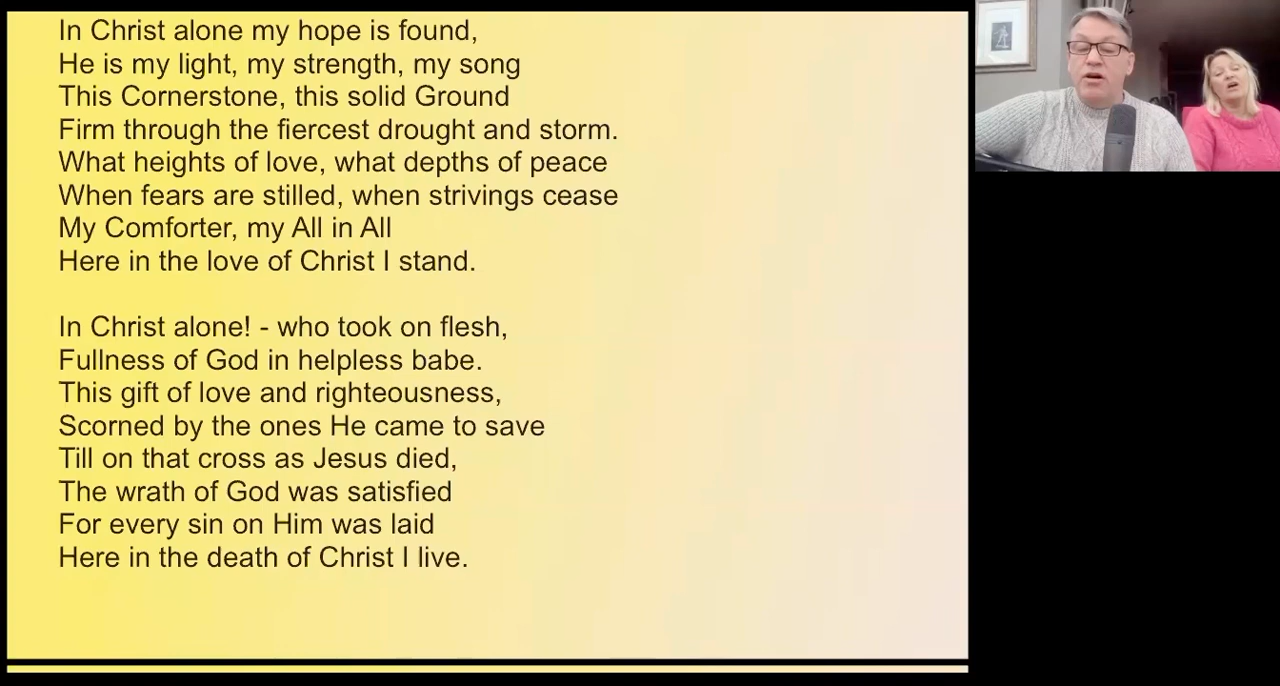 In Christ alone my hope is found,
He is my light, my strength, my song
This Cornerstone, this solid Ground
Firm through the fiercest drought and storm.
What heights of love, what depths of peace
When fears are stilled, when strivings cease
My Comforter, my All in All
Here in the love of Christ I stand.

In Christ alone! - who took on flesh,
Fullness of God in helpless babe.
This gift of love and righteousness,
Scorned by the ones He came to save
Till on that cross as Jesus died,
The wrath of God was satisfied
For every sin on Him was laid
Here in the death of Christ I live.